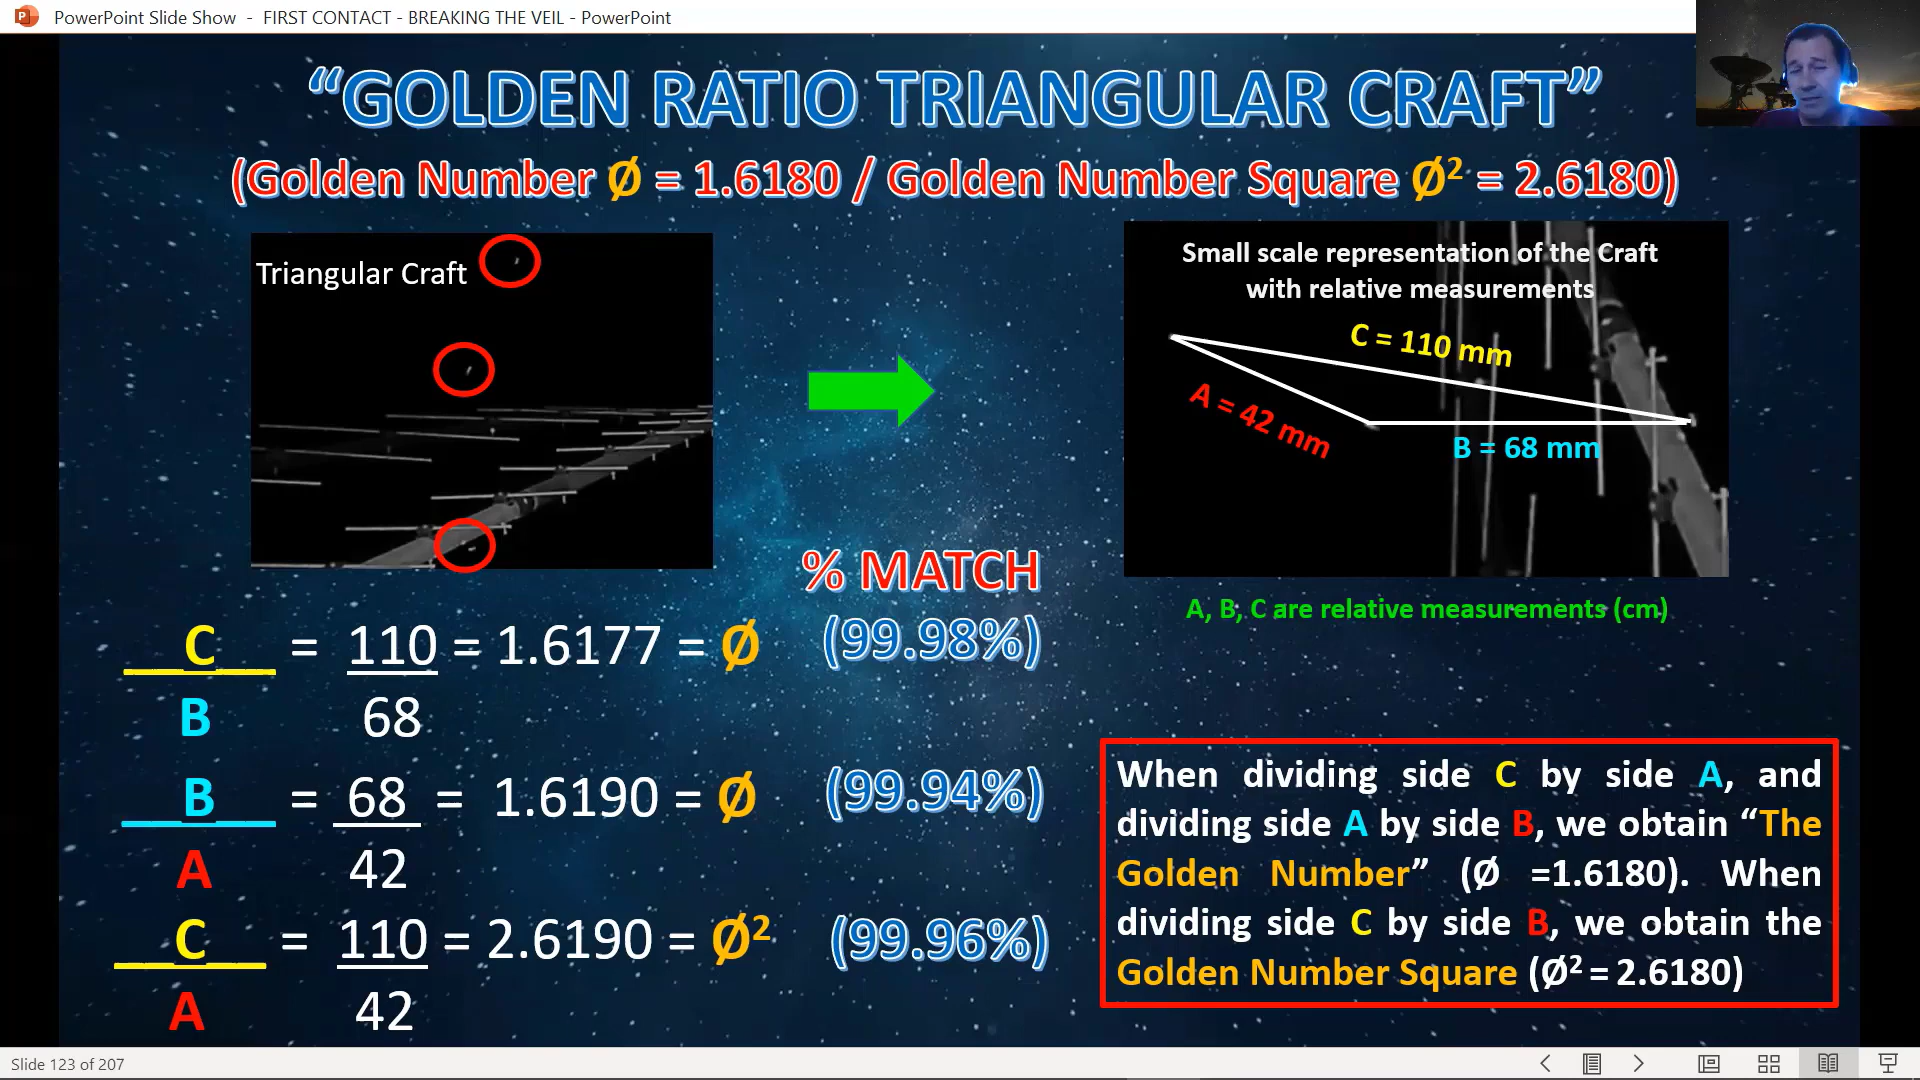 PowerPoint Slide Show - FIRST CONTACT - BREAKING THE VEIL - PowerPoint
“GOLDEN RATIO TRIANGULAR CRAFT”
(Golden Number Ø = 1.6180 / Golden Number Square Ø² = 2.6180)
Triangular Craft
Small scale representation of the Craft
with relative measurements
C = 110 mm
A = 42 mm
B = 68 mm
A, B, C are relative measurements (cm)
% MATCH
C = 110 = 1.6177 = Ø (99.98%)
B 68
B = 68 = 1.6190 = Ø (99.94%)
A 42
C = 110 = 2.6190 = Ø² (99.96%)
A 42
When dividing side C by side A, and
dividing side A by side B, we obtain “The
Golden Number” (Ø =1.6180). When
dividing side C by side B, we obtain the
Golden Number Square (Ø² = 2.6180)
Slide 123 of 207